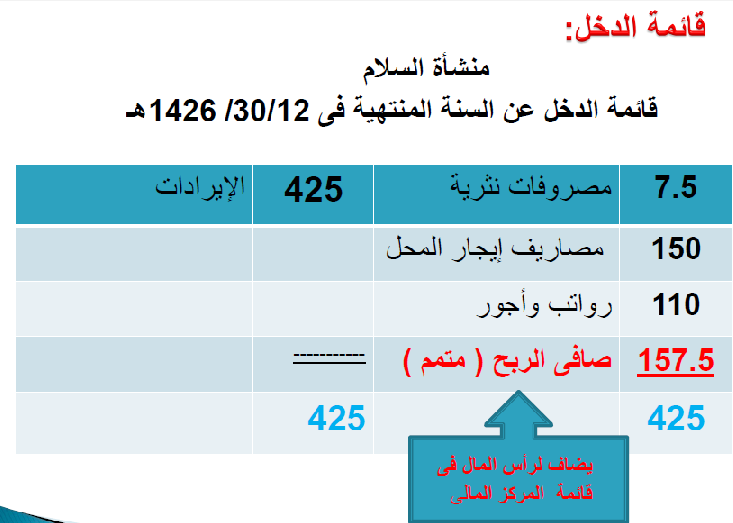 قائمة الدخل:
منشأة السلام
قائمة الدخل عن السنة المنتهية فى 30/12/ 1426هـ
7.5 مصروفات نثرية 425 الإيرادات
150 مصاريف إيجار المحل
110 رواتب وأجور
157.5 صافى الربح ( متمم ) -----------
425 425
يضاف لرأس المال فى
قائمة المركز المالى